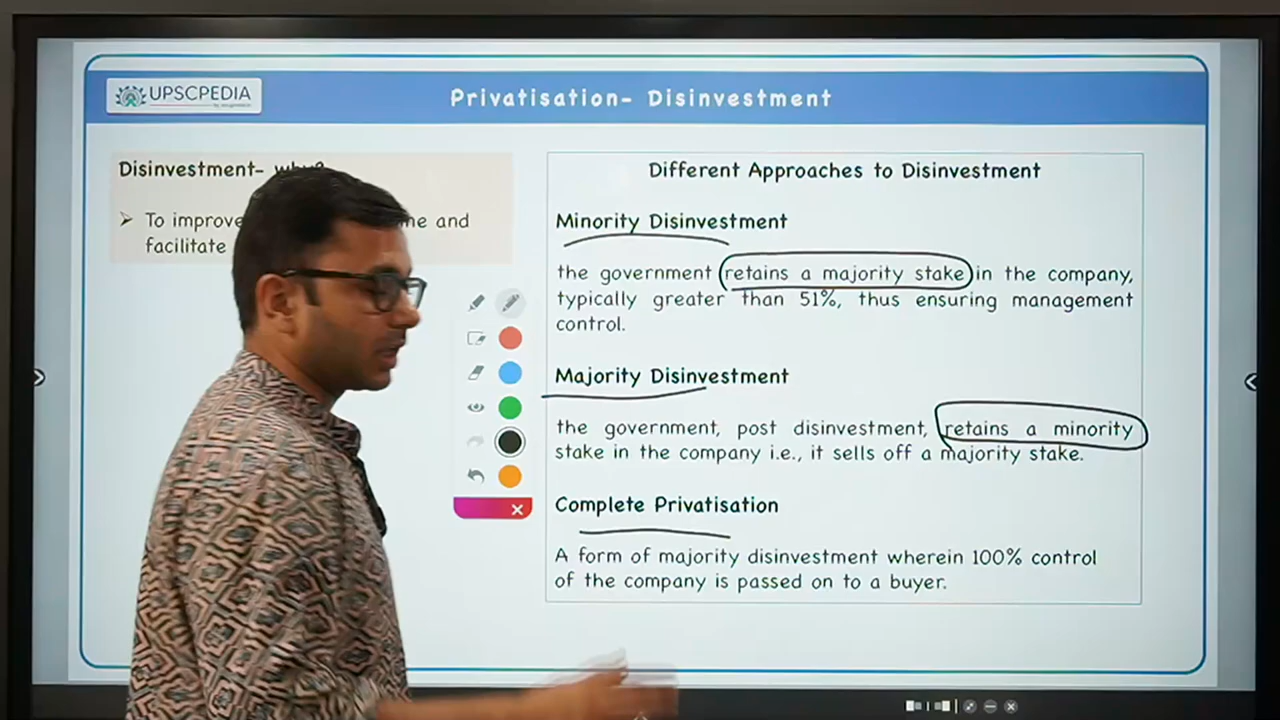 UPSCPEDIA
Privatisation- Disinvestment
Disinvestment- why?
To improve
me and
facilitate
Different Approaches to Disinvestment
Minority Disinvestment
the government retains a majority stake in the company,
typically greater than 51%, thus ensuring management
control.
Majority Disinvestment
the government, post disinvestment, retains a minority
stake in the company i.e., it sells off a majority stake.
Complete Privatisation
A form of majority disinvestment wherein 100% control
of the company is passed on to a buyer.